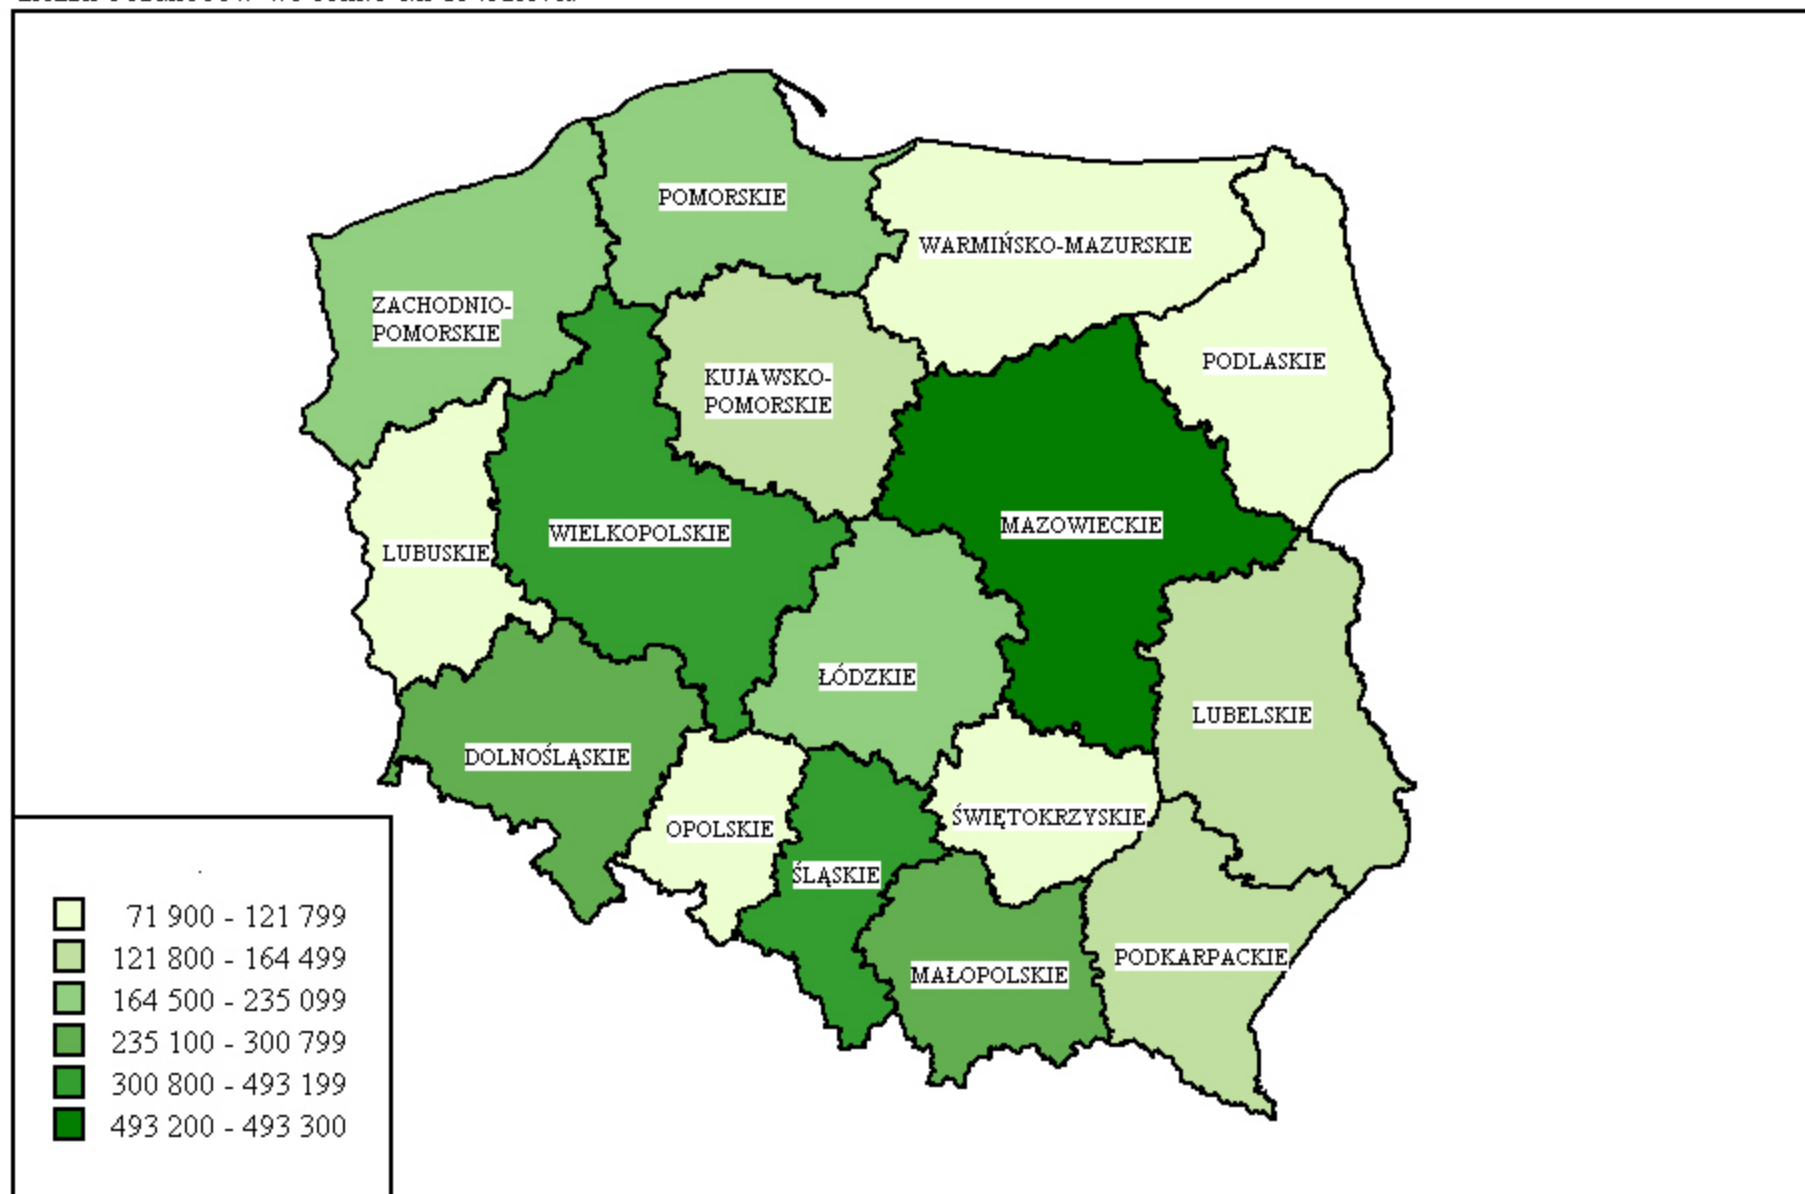 POMORSKIE
WARMIŃSKO-MAZURSKIE
ZACHODNIO-
POMORSKIE
PODLASKIE
KUJAWSKO-
POMORSKIE
MAZOWIECKIE
WIELKOPOLSKIE
LUBUSKIE
ŁÓDZKIE
LUBELSKIE
DOLNOŚLĄSKIE
ŚWIĘTOKRZYSKIE
OPOLSKIE
ŚLĄSKIE
PODKARPACKIE
MAŁOPOLSKIE
71 900 - 121 799
121 800 - 164 499
164 500 - 235 099
235 100 - 300 799
300 800 - 493 199
493 200 - 493 300